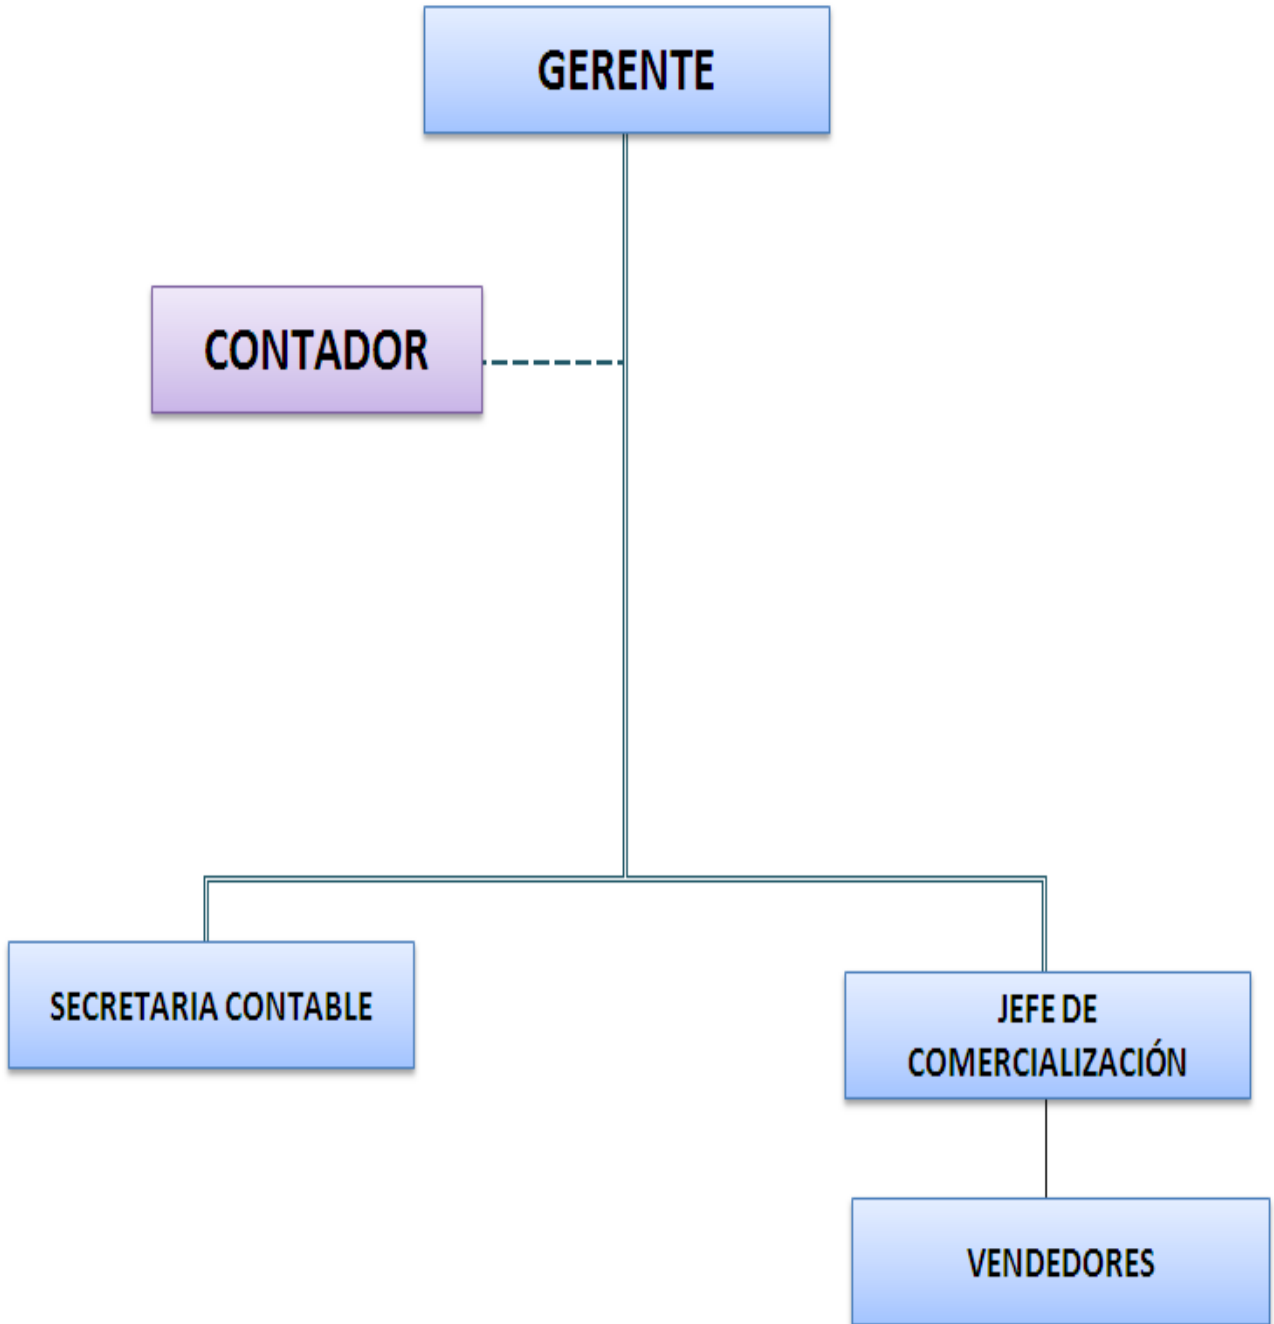 GERENTE
CONTADOR
SECRETARIA CONTABLE
JEFE DE
COMERCIALIZACIÓN
VENDEDORES